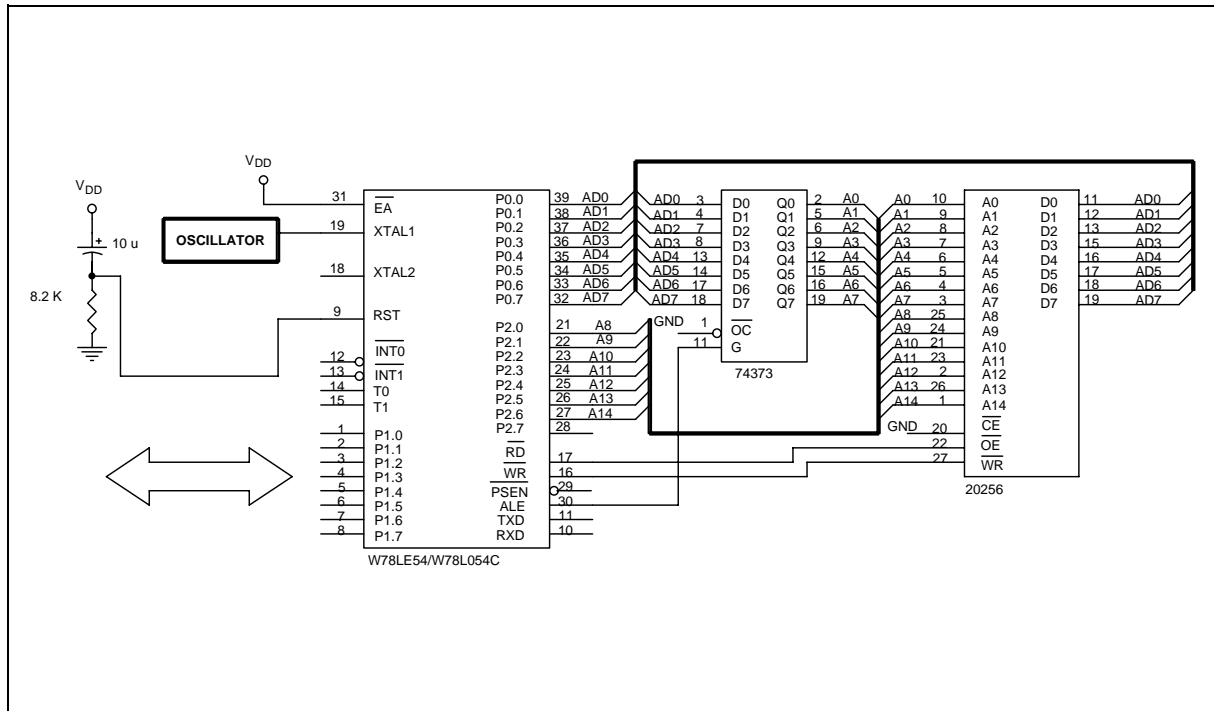 VDD
VDD
10 u
8.2 K
OSCILLATOR
31 EA
19 XTAL1
18 XTAL2
9 RST
12 INT0
13 INT1
14 T0
15 T1
1 P1.0
2 P1.1
3 P1.2
4 P1.3
5 P1.4
6 P1.5
7 P1.6
8 P1.7
P0.0 39 AD0
P0.1 38 AD1
P0.2 37 AD2
P0.3 36 AD3
P0.4 35 AD4
P0.5 34 AD5
P0.6 33 AD6
P0.7 32 AD7
P2.0 21 A8
P2.1 22 A9
P2.2 23 A10
P2.3 24 A11
P2.4 25 A12
P2.5 26 A13
P2.6 27 A14
P2.7 28
RD 17
WR 16
PSEN 29
ALE 30
TXD 11
RXD 10
W78LE54/W78L054C
AD0 3 D0 Q0 2 A0
AD1 4 D1 Q1 5 A1
AD2 7 D2 Q2 6 A2
AD3 8 D3 Q3 9 A3
AD4 13 D4 Q4 12 A4
AD5 14 D5 Q5 15 A5
AD6 17 D6 Q6 16 A6
AD7 18 D7 Q7 19 A7
GND 1 OC
11 G
74373
A0 10 A0 D0 11 AD0
A1 9 A1 D1 12 AD1
A2 8 A2 D2 13 AD2
A3 7 A3 D3 15 AD3
A4 6 A4 D4 16 AD4
A5 5 A5 D5 17 AD5
A6 4 A6 D6 18 AD6
A7 3 A7 D7 19 AD7
A8 25 A8
A9 24 A9
A10 21 A10
A11 23 A11
A12 2 A12
A13 26 A13
A14 1 A14
GND 20 CE
22 OE
27 WR
20256